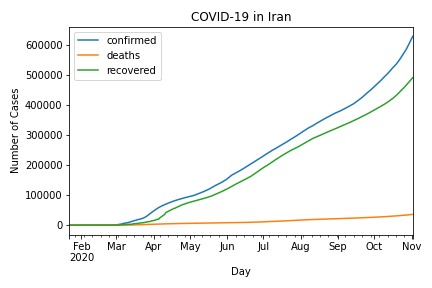 COVID-19 in Iran
confirmed
deaths
recovered
Number of Cases
600000
500000
400000
300000
200000
100000
0
Feb Mar Apr May Jun Jul Aug Sep Oct Nov
2020
Day